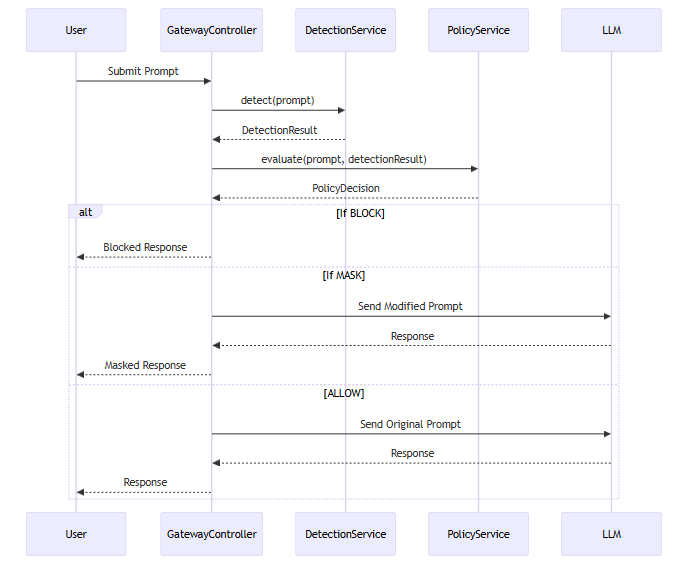 User GatewayController DetectionService PolicyService LLM
Submit Prompt
detect(prompt)
DetectionResult
evaluate(prompt, detectionResult)
PolicyDecision
alt [If BLOCK]
Blocked Response
[If MASK]
Send Modified Prompt
Response
Masked Response
[ALLOW]
Send Original Prompt
Response
Response
User GatewayController DetectionService PolicyService LLM